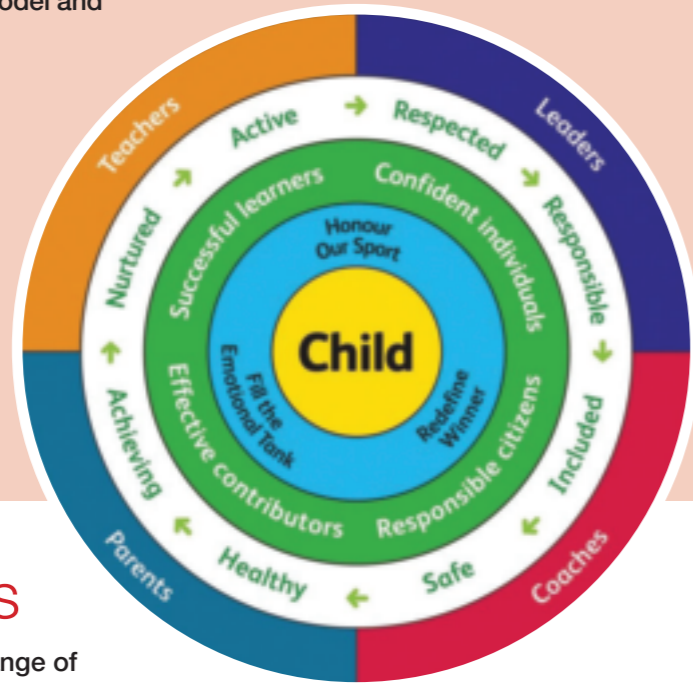 odel and
Teachers
Leaders
Coaches
Parents
Active
Respected
Responsible
Included
Safe
Healthy
Achieving
Nurtured
Successful learners
Confident individuals
Responsible citizens
Effective contributors
Honour
Our Sport
Redefine
Winner
Fill the
Emotional Tank
Child
S
nge of